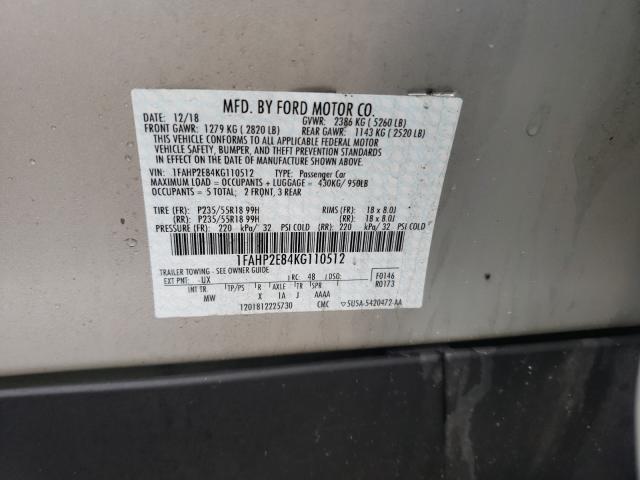 MFD. BY FORD MOTOR CO.
DATE: 12/18 GVWR: 2386 KG ( 5260 LB)
FRONT GAWR: 1279 KG ( 2820 LB) REAR GAWR: 1143 KG ( 2520 LB)
THIS VEHICLE CONFORMS TO ALL APPLICABLE FEDERAL MOTOR
VEHICLE SAFETY, BUMPER, AND THEFT PREVENTION STANDARDS
IN EFFECT ON THE DATE OF MANUFACTURE SHOWN ABOVE.
VIN: 1FAHP2E84KG110512 TYPE: Passenger Car
MAXIMUM LOAD = OCCUPANTS + LUGGAGE = 430KG/ 950LB
OCCUPANTS = 5 TOTAL; 2 FRONT, 3 REAR
TIRE (FR): P235/55R18 99H RIMS (FR): 18 x 8.0J
(RR): P235/55R18 99H (RR): 18 x 8.0J
PRESSURE (FR): 220 kPa/ 32 PSI COLD (RR): 220 kPa/ 32 PSI COLD
1FAHP2E84KG110512
TRAILER TOWING - SEE OWNER GUIDE
EXT PNT: UX RC: 48 DSO: F0146
R0173
INT TR TP/PS R AXLE TR SPR
MW X IA J AAAA
1201812225730 CMC ▽5U5A-5420472-AA